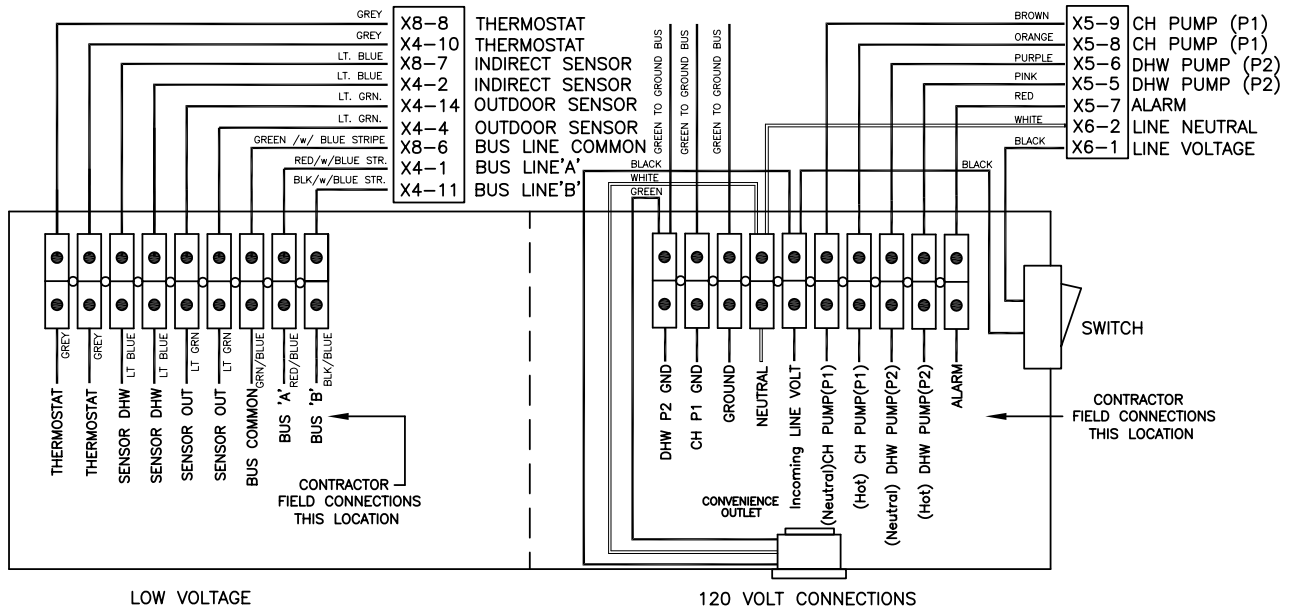 GREY X8-8 THERMOSTAT
GREY X4-10 THERMOSTAT
LT. BLUE X8-7 INDIRECT SENSOR
LT. BLUE X4-2 INDIRECT SENSOR
LT. GRN. X4-14 OUTDOOR SENSOR
LT. GRN. X4-4 OUTDOOR SENSOR
GREEN /w/ BLUE STRIPE X8-6 BUS LINE COMMON
RED/w/BLUE STR. X4-1 BUS LINE'A'
BLK/w/BLUE STR. X4-11 BUS LINE'B'
GREEN TO GROUND BUS
GREEN TO GROUND BUS
GREEN TO GROUND BUS
BROWN X5-9 CH PUMP (P1)
ORANGE X5-8 CH PUMP (P1)
PURPLE X5-6 DHW PUMP (P2)
PINK X5-5 DHW PUMP (P2)
RED X5-7 ALARM
WHITE X6-2 LINE NEUTRAL
BLACK X6-1 LINE VOLTAGE
BLACK
WHITE
GREEN
BLACK
GREY
GREY
LT BLUE
LT BLUE
LT GRN
LT GRN
GRN/BLUE
RED/BLUE
BLK/BLUE
THERMOSTAT
THERMOSTAT
SENSOR DHW
SENSOR DHW
SENSOR OUT
SENSOR OUT
BUS COMMON
BUS 'A'
BUS 'B'
CONTRACTOR
FIELD CONNECTIONS
THIS LOCATION
DHW P2 GND
CH P1 GND
GROUND
NEUTRAL
Incoming LINE VOLT
(Neutral)CH PUMP(P1)
(Hot) CH PUMP(P1)
(Neutral) DHW PUMP(P2)
(Hot) DHW PUMP(P2)
ALARM
SWITCH
CONTRACTOR
FIELD CONNECTIONS
THIS LOCATION
CONVENIENCE
OUTLET
LOW VOLTAGE
120 VOLT CONNECTIONS